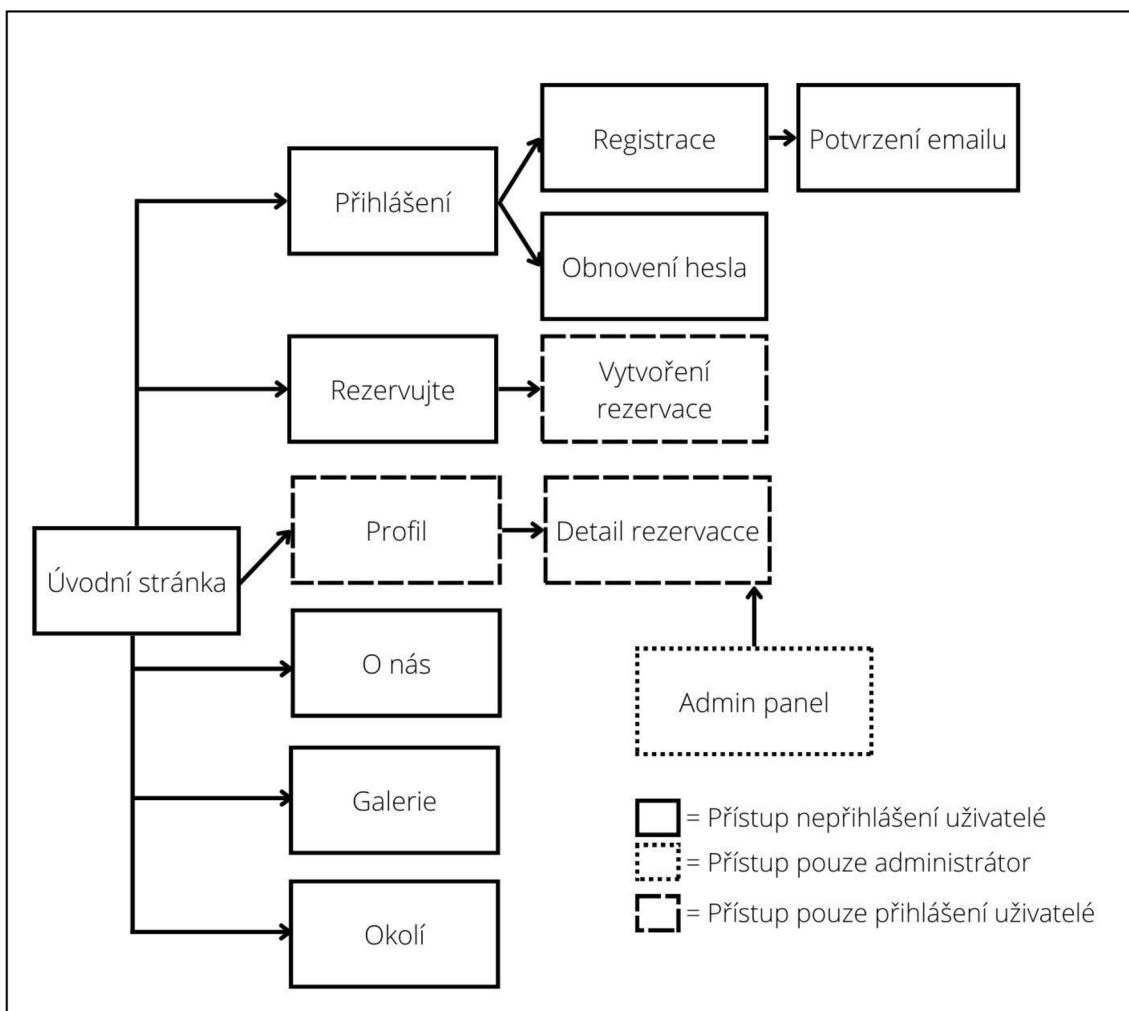 Registrace
Potvrzení emailu
Přihlášení
Obnovení hesla
Rezervujte
Vytvoření
rezervace
Profil
Detail rezervacce
Úvodní stránka
O nás
Admin panel
Galerie
Okolí
= Přístup nepřihlášení uživatelé
= Přístup pouze administrátor
= Přístup pouze přihlášení uživatelé